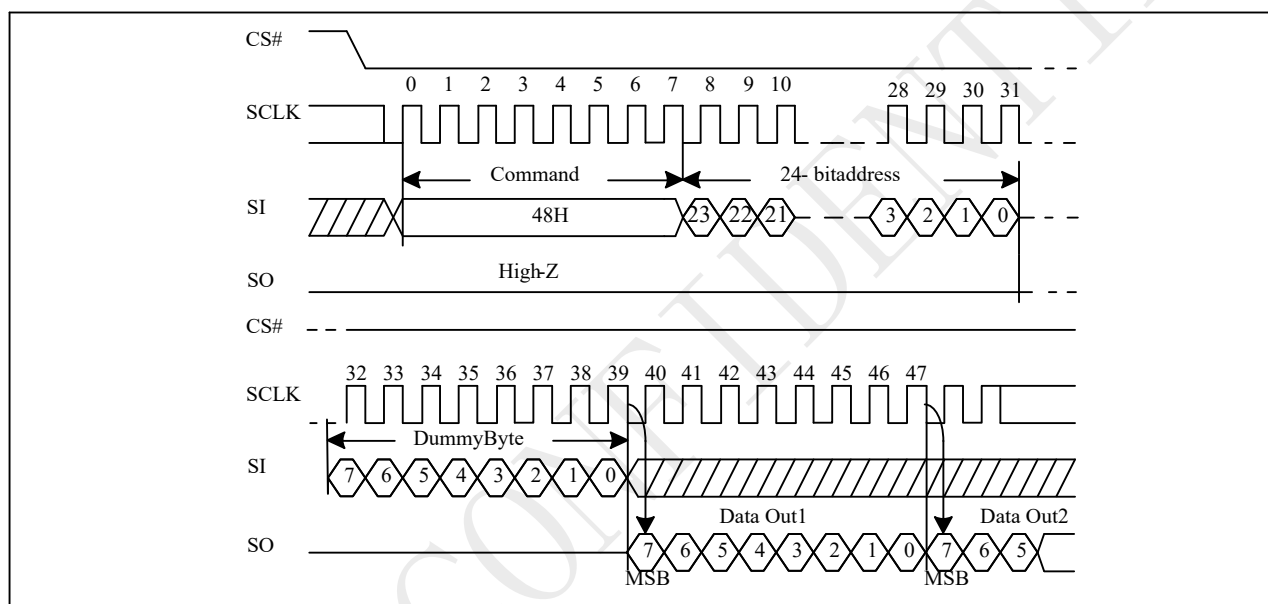 CS#
0 1 2 3 4 5 6 7 8 9 10 28 29 30 31
SCLK
Command 24- bitaddress
SI 48H 23 22 21 3 2 1 0
High-Z
SO
CS#
32 33 34 35 36 37 38 39 40 41 42 43 44 45 46 47
SCLK
DummyByte
SI 7 6 5 4 3 2 1 0
Data Out1 Data Out2
SO 7 6 5 4 3 2 1 0 7 6 5
MSB MSB
CONFIDENTI